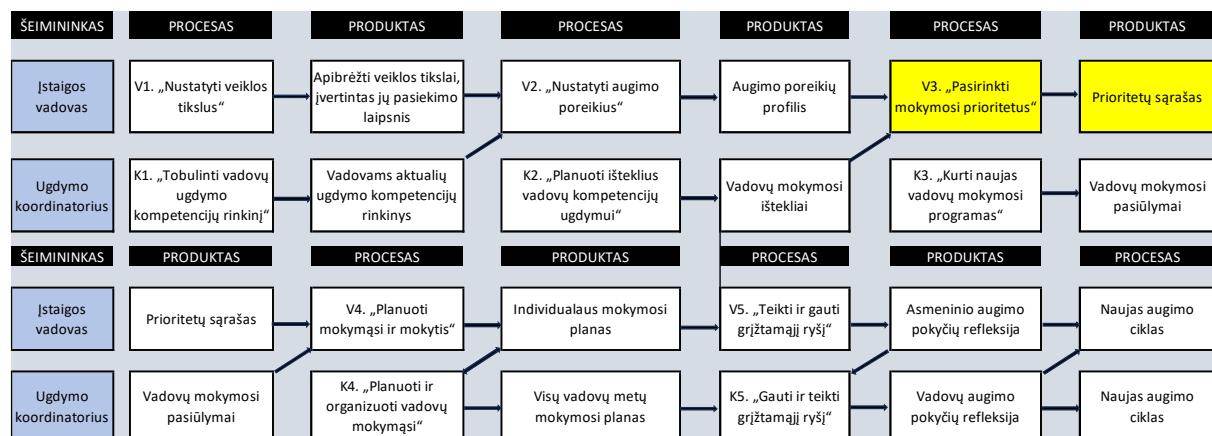 ŠEIMININKAS PROCESAS PRODUKTAS PROCESAS PRODUKTAS PROCESAS PRODUKTAS
Įstaigos
vadovas
V1. „Nustatyti veiklos
tikslus“
Apibrėžti veiklos tikslai,
įvertintas jų pasiekimo
laipsnis
V2. „Nustatyti augimo
poreikius“
Augimo poreikių
profilis
V3. „Pasirinkti
mokymosi prioritetus“
Prioritetų sąrašas
Ugdymo
koordinatorius
K1. „Tobulinti vadovų
ugdymo
kompetencijų rinkinį“
Vadovams aktualių
ugdymo kompetencijų
rinkinys
K2. „Planuoti išteklius
vadovų kompetencijų
ugdymui“
Vadovų mokymosi
ištekliai
K3. „Kurti naujas
vadovų mokymosi
programas“
Vadovų mokymosi
pasiūlymai
ŠEIMININKAS PRODUKTAS PROCESAS PRODUKTAS PROCESAS PRODUKTAS PRODUKTAS
Įstaigos
vadovas
Prioritetų sąrašas
V4. „Planuoti
mokymąsi ir mokytis“
Individualaus mokymosi
planas
V5. „Teikti ir gauti
grįžtamąjį ryšį“
Asmeninio augimo
pokyčių refleksija
Naujas augimo
ciklas
Ugdymo
koordinatorius
Vadovų mokymosi
pasiūlymai
K4. „Planuoti ir
organizuoti vadovų
mokymąsi“
Visų vadovų metų
mokymosi planas
K5. „Gauti ir teikti
grįžtamąjį ryšį“
Vadovų augimo
pokyčių refleksija
Naujas augimo
ciklas